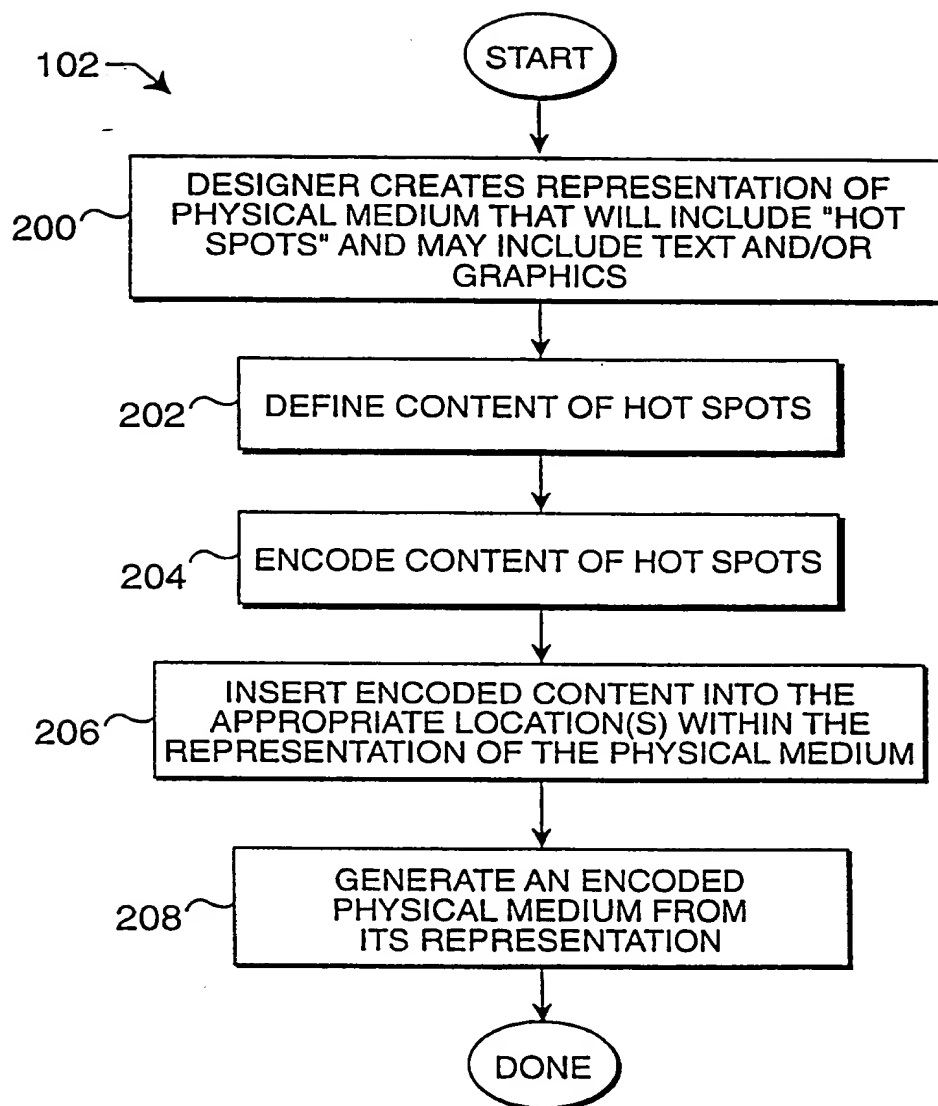 START
102
DESIGNER CREATES REPRESENTATION OF
PHYSICAL MEDIUM THAT WILL INCLUDE "HOT
SPOTS" AND MAY INCLUDE TEXT AND/OR
GRAPHICS
200
DEFINE CONTENT OF HOT SPOTS
202
ENCODE CONTENT OF HOT SPOTS
204
INSERT ENCODED CONTENT INTO THE
APPROPRIATE LOCATION(S) WITHIN THE
REPRESENTATION OF THE PHYSICAL MEDIUM
206
GENERATE AN ENCODED
PHYSICAL MEDIUM FROM
ITS REPRESENTATION
208
DONE